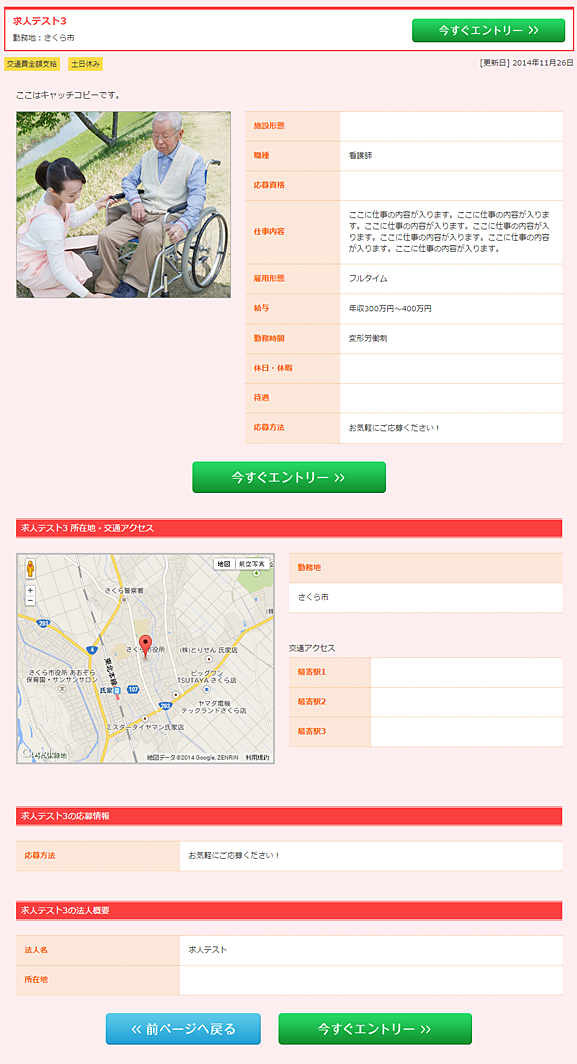 求人テスト3
勤務地：さくら市
今すぐエントリー >>
交通費全額支給 土日休み
[更新日] 2014年11月26日
ここはキャッチコピーです。
施設形態
職種 看護師
応募資格
仕事内容
ここに仕事の内容が入ります。ここに仕事の内容が入りま
す。ここに仕事の内容が入ります。ここに仕事の内容が入
ります。ここに仕事の内容が入ります。ここに仕事の内容
が入ります。ここに仕事の内容が入ります。
雇用形態 フルタイム
給与 年収300万円～400万円
勤務時間 変形労働制
休日・休暇
待遇
応募方法 お気軽にご応募ください！
今すぐエントリー >>
求人テスト3 所在地・交通アクセス
地図 航空写真
+
−
さくら警察署
(株
293
4
さくら市役所
(株)とりせん 氏家店
東北本線
さくら市役所 あおぞら
保育園・サンサンサロン
ビッグワン
TSUTAYA さくら店
氏家
107
293
ヤマダ電機
テックランドさくら店
ミスタータイヤマン氏家店
地図データ ©2014 Google, ZENRIN 利用規約
勤務地
さくら市
交通アクセス
最寄駅1
最寄駅2
最寄駅3
求人テスト3の応募情報
応募方法 お気軽にご応募ください！
求人テスト3の法人概要
法人名 求人テスト
所在地
<< 前ページへ戻る
今すぐエントリー >>